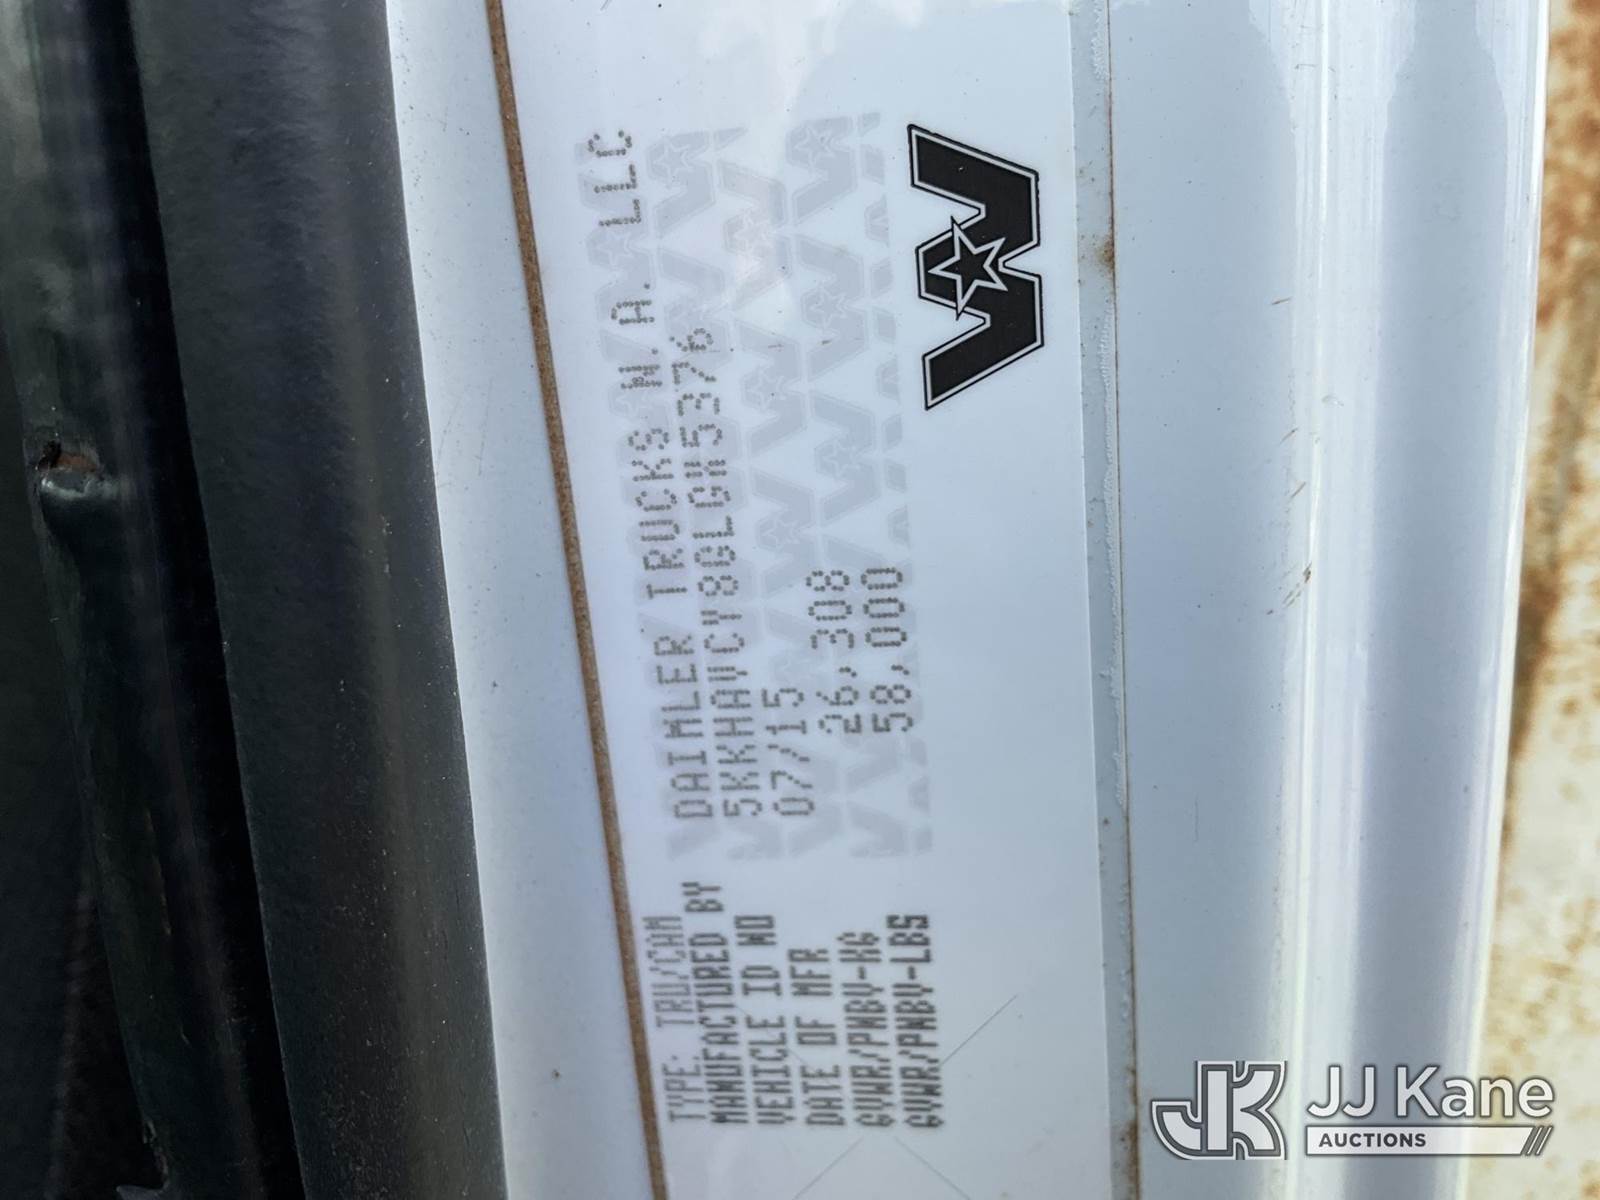 TYPE: TRU/CAM
MANUFACTURED BY DAIMLER TRUCKS N.A. LLC
VEHICLE ID NO 5KKHAVCY8GLGW5376
DATE OF MFR 07/15
GVWR/PNBV-KG 26,308
GVWR/PNBV-LBS 58,000
JJ Kane
AUCTIONS